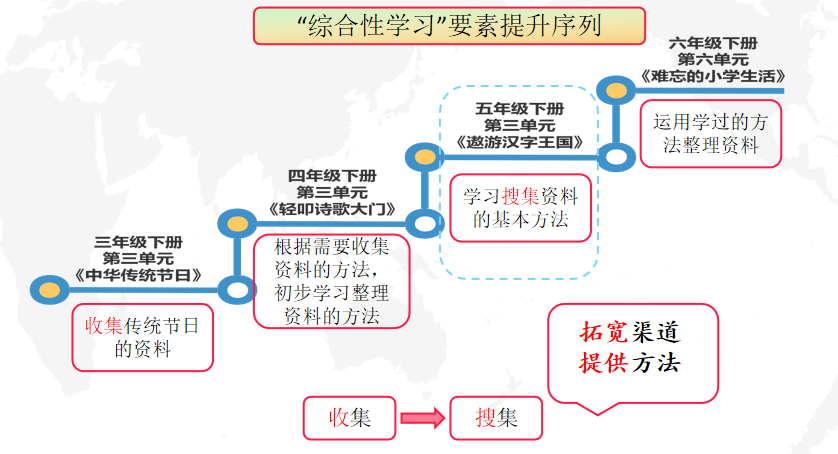 “综合性学习”要素提升序列
六年级下册
第六单元
《难忘的小学生活》
运用学过的方
法整理资料
五年级下册
第三单元
《遨游汉字王国》
学习搜集资料
的基本方法
四年级下册
第三单元
《轻叩诗歌大门》
根据需要收集
资料的方法，
初步学习整理
资料的方法
三年级下册
第三单元
《中华传统节日》
收集传统节日
的资料
拓宽渠道
提供方法
收集
搜集